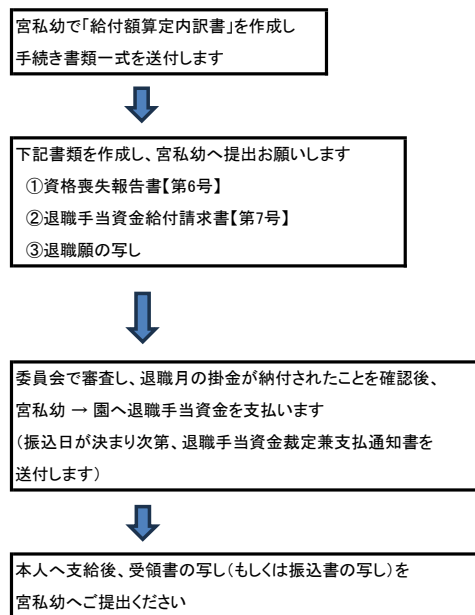 宮私幼で「給付額算定内訳書」を作成し
手続き書類一式を送付します
下記書類を作成し、宮私幼へ提出お願いします
①資格喪失報告書【第6号】
②退職手当資金給付請求書【第7号】
③退職願の写し
委員会で審査し、退職月の掛金が納付されたことを確認後、
宮私幼 → 園へ退職手当資金を支払います
(振込日が決まり次第、退職手当資金裁定兼支払通知書を
送付します)
本人へ支給後、受領書の写し(もしくは振込書の写し)を
宮私幼へご提出ください